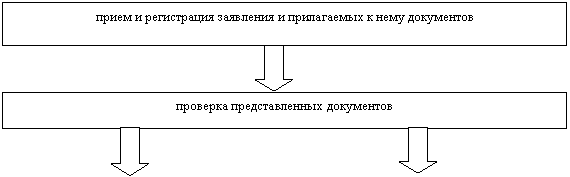 прием и регистрация заявления и прилагаемых к нему документов
проверка представленных документов